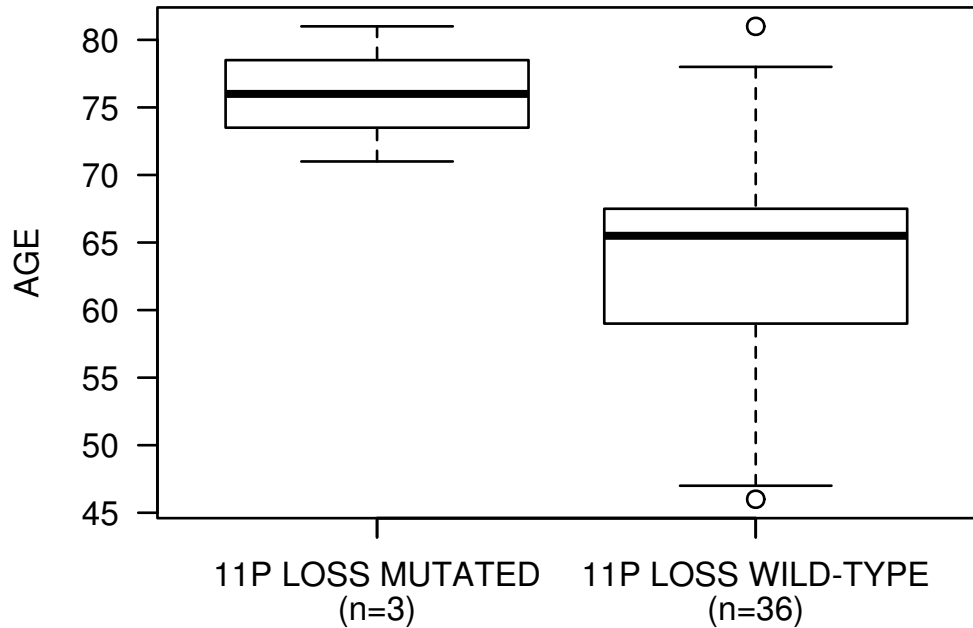 80
75
70
65
60
55
50
45
AGE
11P LOSS MUTATED
(n=3)
11P LOSS WILD-TYPE
(n=36)